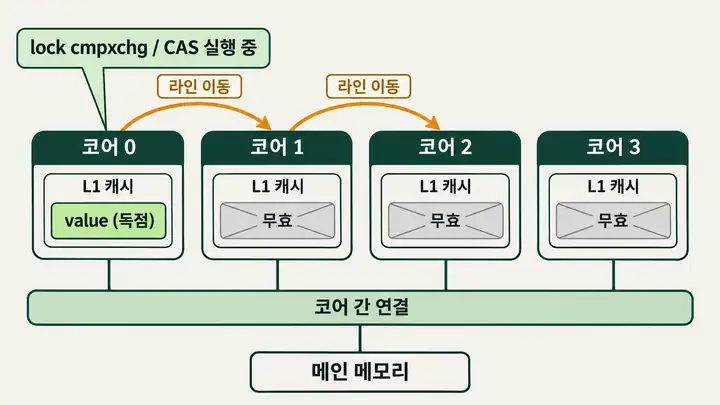 lock cmpxchg / CAS 실행 중
라인 이동
라인 이동
코어 0
코어 1
코어 2
코어 3
L1 캐시
L1 캐시
L1 캐시
L1 캐시
value (독점)
무효
무효
무효
코어 간 연결
메인 메모리